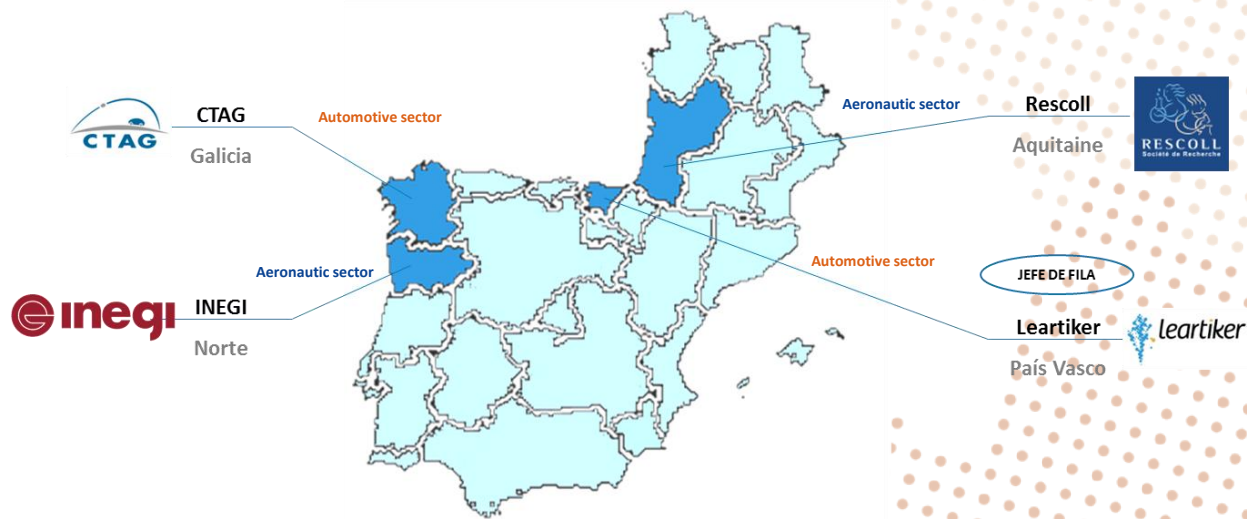 CTAG
CTAG
Galicia
Automotive sector
Aeronautic sector
Rescoll
Aquitaine
RESCOLL
Société de Recherche
inegi
INEGI
Norte
Aeronautic sector
Automotive sector
JEFE DE FILA
Leartiker
País Vasco
leartiker